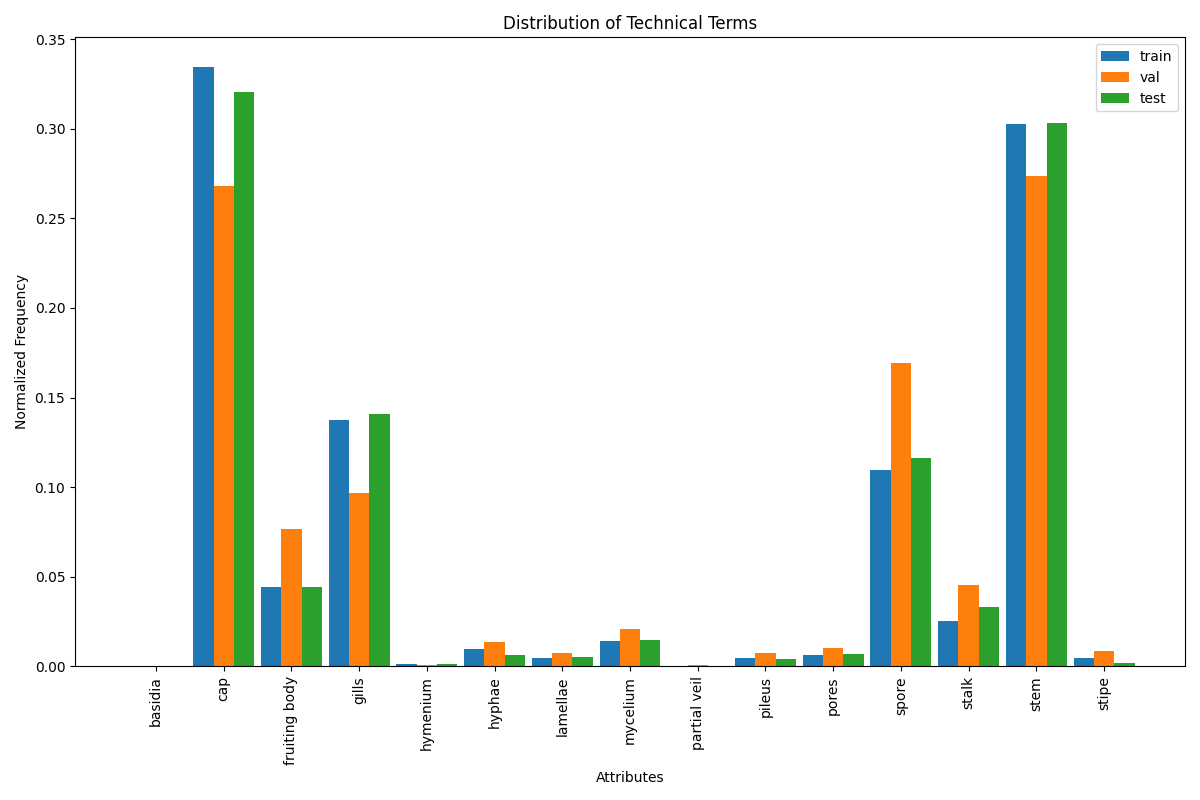 Distribution of Technical Terms
train
val
test
Normalized Frequency
0.35
0.30
0.25
0.20
0.15
0.10
0.05
0.00
basidia
cap
fruiting body
gills
hymenium
hyphae
lamellae
mycelium
partial veil
pileus
pores
spore
stalk
stem
stipe
Attributes